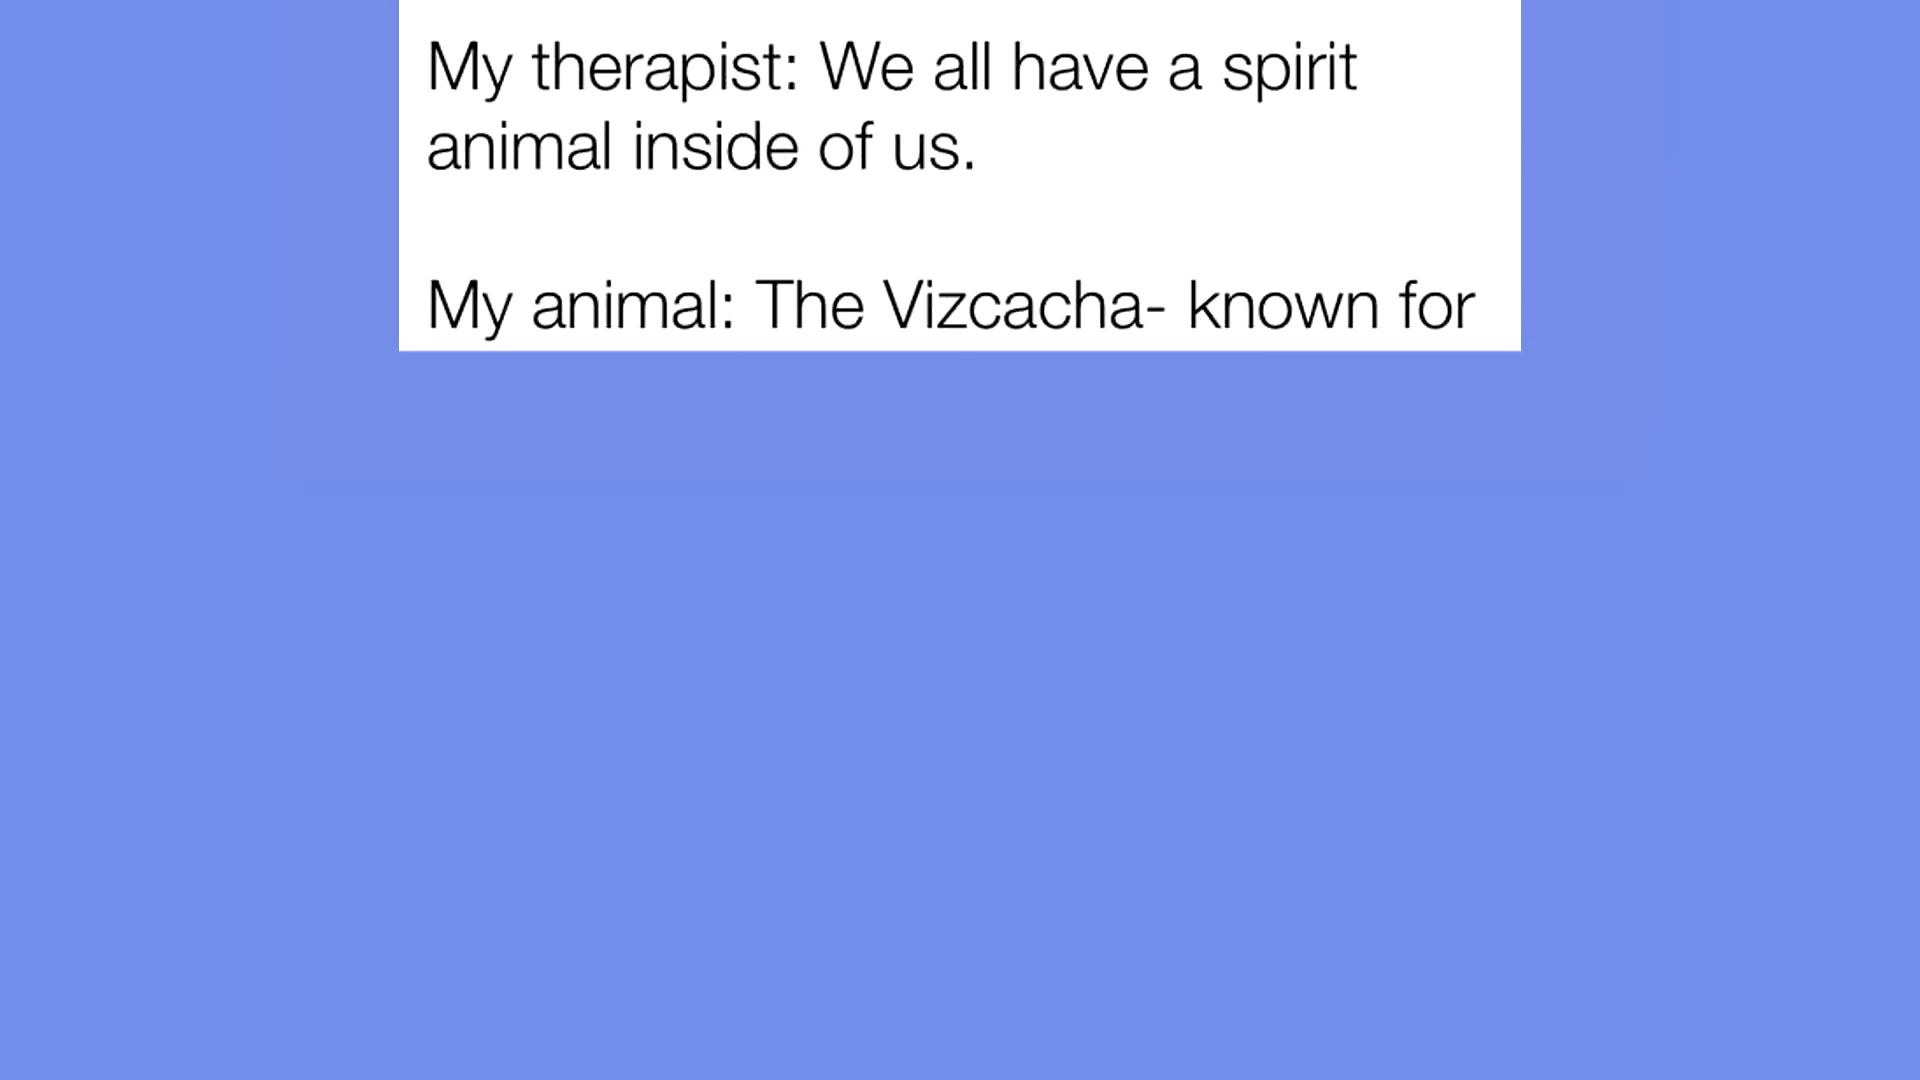 My therapist: We all have a spirit
animal inside of us.
My animal: The Vizcacha- known for